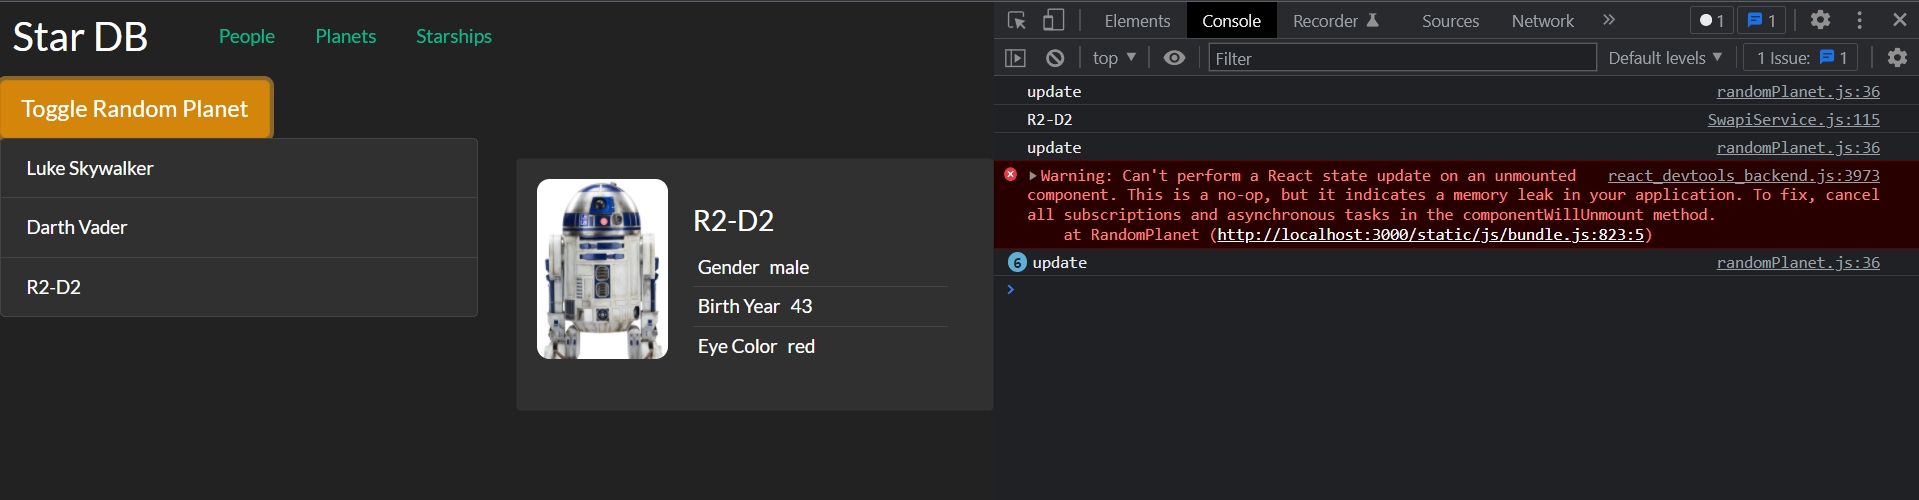 Star DB People Planets Starships
Toggle Random Planet
Luke Skywalker
Darth Vader
R2-D2
R2-D2
Gender male
Birth Year 43
Eye Color red
Elements Console Recorder Sources Network » 1 1
top ▼ Filter Default levels ▼ 1 Issue: 1
update randomPlanet.js:36
R2-D2 SwapiService.js:115
update randomPlanet.js:36
Warning: Can't perform a React state update on an unmounted react_devtools_backend.js:3973
component. This is a no-op, but it indicates a memory leak in your application. To fix, cancel
all subscriptions and asynchronous tasks in the componentWillUnmount method.
at RandomPlanet (http://localhost:3000/static/js/bundle.js:823:5)
6 update randomPlanet.js:36